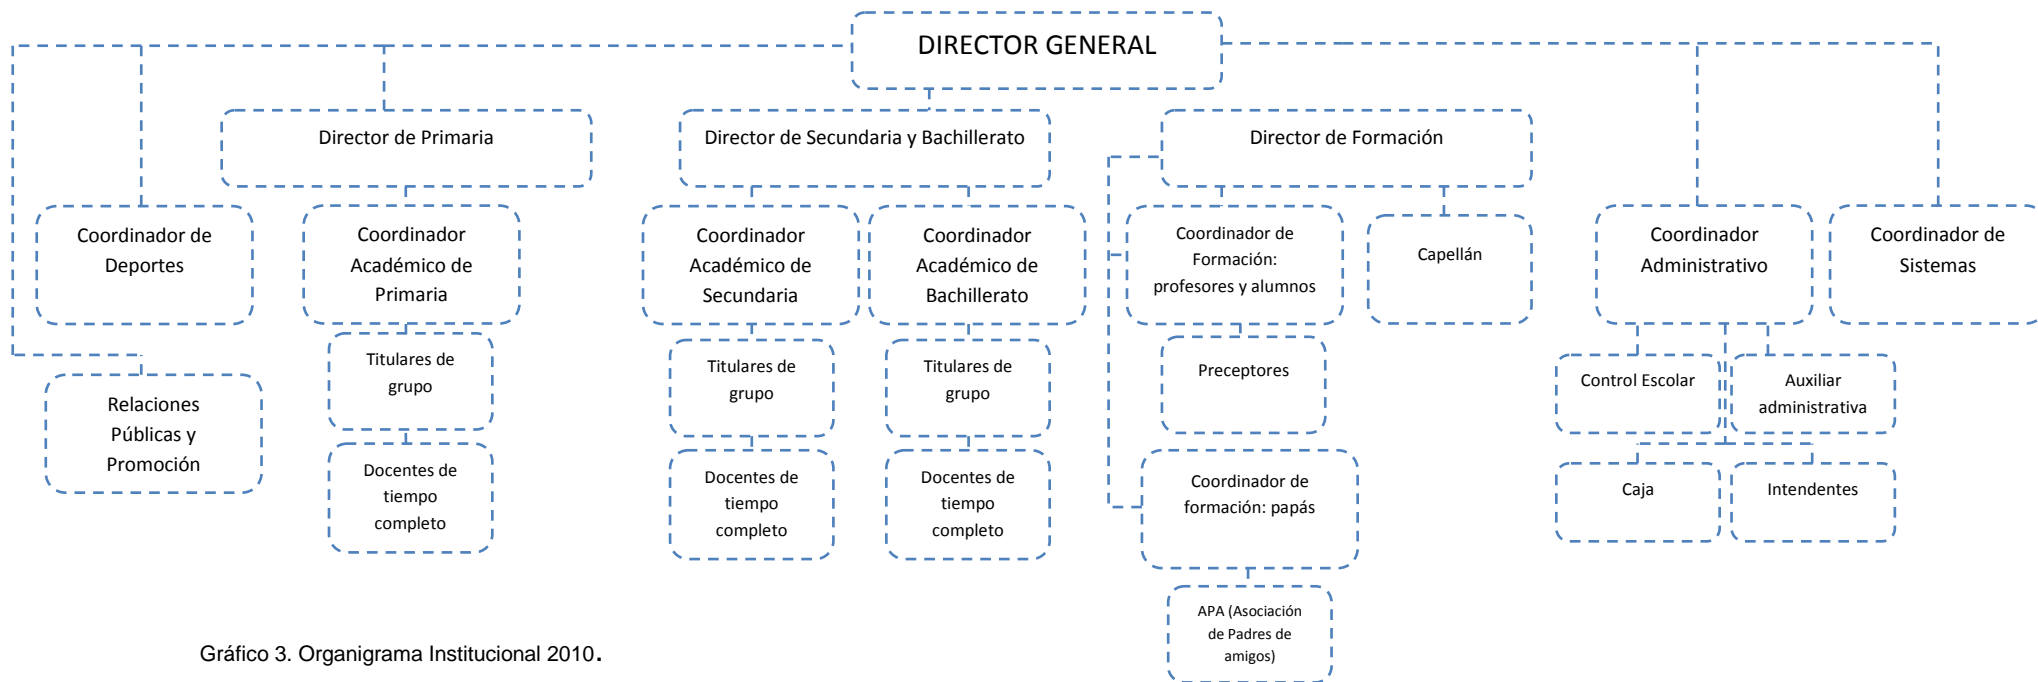 DIRECTOR GENERAL
Director de Primaria
Director de Secundaria y Bachillerato
Director de Formación
Coordinador de
Deportes
Coordinador
Académico de
Primaria
Coordinador
Académico de
Secundaria
Coordinador
Académico de
Bachillerato
Coordinador de
Formación:
profesores y alumnos
Capellán
Coordinador
Administrativo
Coordinador de
Sistemas
Relaciones
Públicas y
Promoción
Titulares de
grupo
Titulares de
grupo
Titulares de
grupo
Preceptores
Control Escolar
Auxiliar
administrativa
Docentes de
tiempo
completo
Docentes de
tiempo
completo
Docentes de
tiempo
completo
Coordinador de
formación: papás
Caja
Intendentes
APA (Asociación
de Padres de
amigos)
Gráfico 3. Organigrama Institucional 2010.